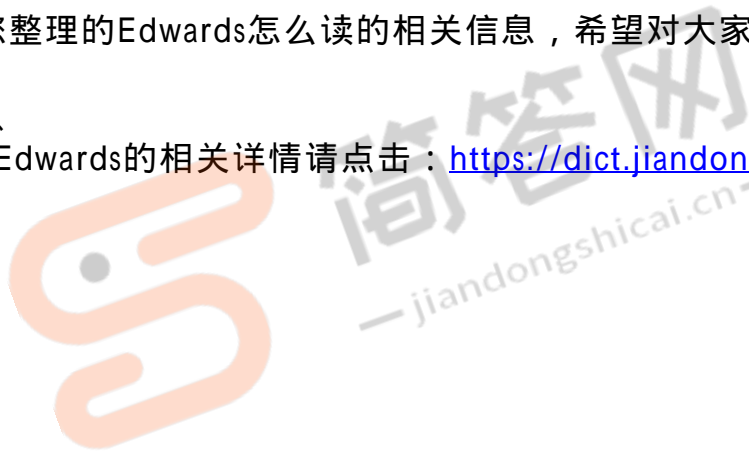 您整理的Edwards怎么读的相关信息，希望对大家
、
Edwards的相关详情请点击：https://dict.jiandon
简答网
jiandongshicai.cn